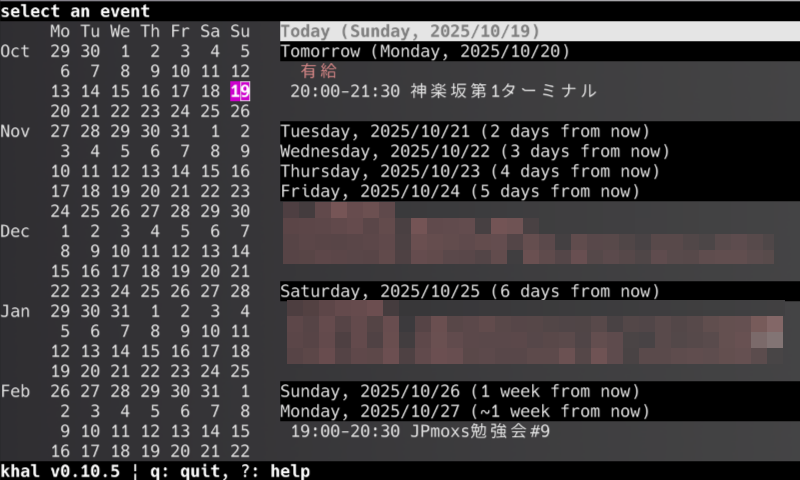 select an event
Mo Tu We Th Fr Sa Su
Oct 29 30 1 2 3 4 5
6 7 8 9 10 11 12
13 14 15 16 17 18 19
20 21 22 23 24 25 26
Nov 27 28 29 30 31 1 2
3 4 5 6 7 8 9
10 11 12 13 14 15 16
17 18 19 20 21 22 23
24 25 26 27 28 29 30
Dec 1 2 3 4 5 6 7
8 9 10 11 12 13 14
15 16 17 18 19 20 21
22 23 24 25 26 27 28
Jan 29 30 31 1 2 3 4
5 6 7 8 9 10 11
12 13 14 15 16 17 18
19 20 21 22 23 24 25
Feb 26 27 28 29 30 31 1
2 3 4 5 6 7 8
9 10 11 12 13 14 15
16 17 18 19 20 21 22
Today (Sunday, 2025/10/19)
Tomorrow (Monday, 2025/10/20)
有給
20:00-21:30 神楽坂第1ターミナル
Tuesday, 2025/10/21 (2 days from now)
Wednesday, 2025/10/22 (3 days from now)
Thursday, 2025/10/23 (4 days from now)
Friday, 2025/10/24 (5 days from now)
Saturday, 2025/10/25 (6 days from now)
Sunday, 2025/10/26 (1 week from now)
Monday, 2025/10/27 (~1 week from now)
19:00-20:30 JPmoxs勉強会#9
khal v0.10.5 ¦ q: quit, ?: help